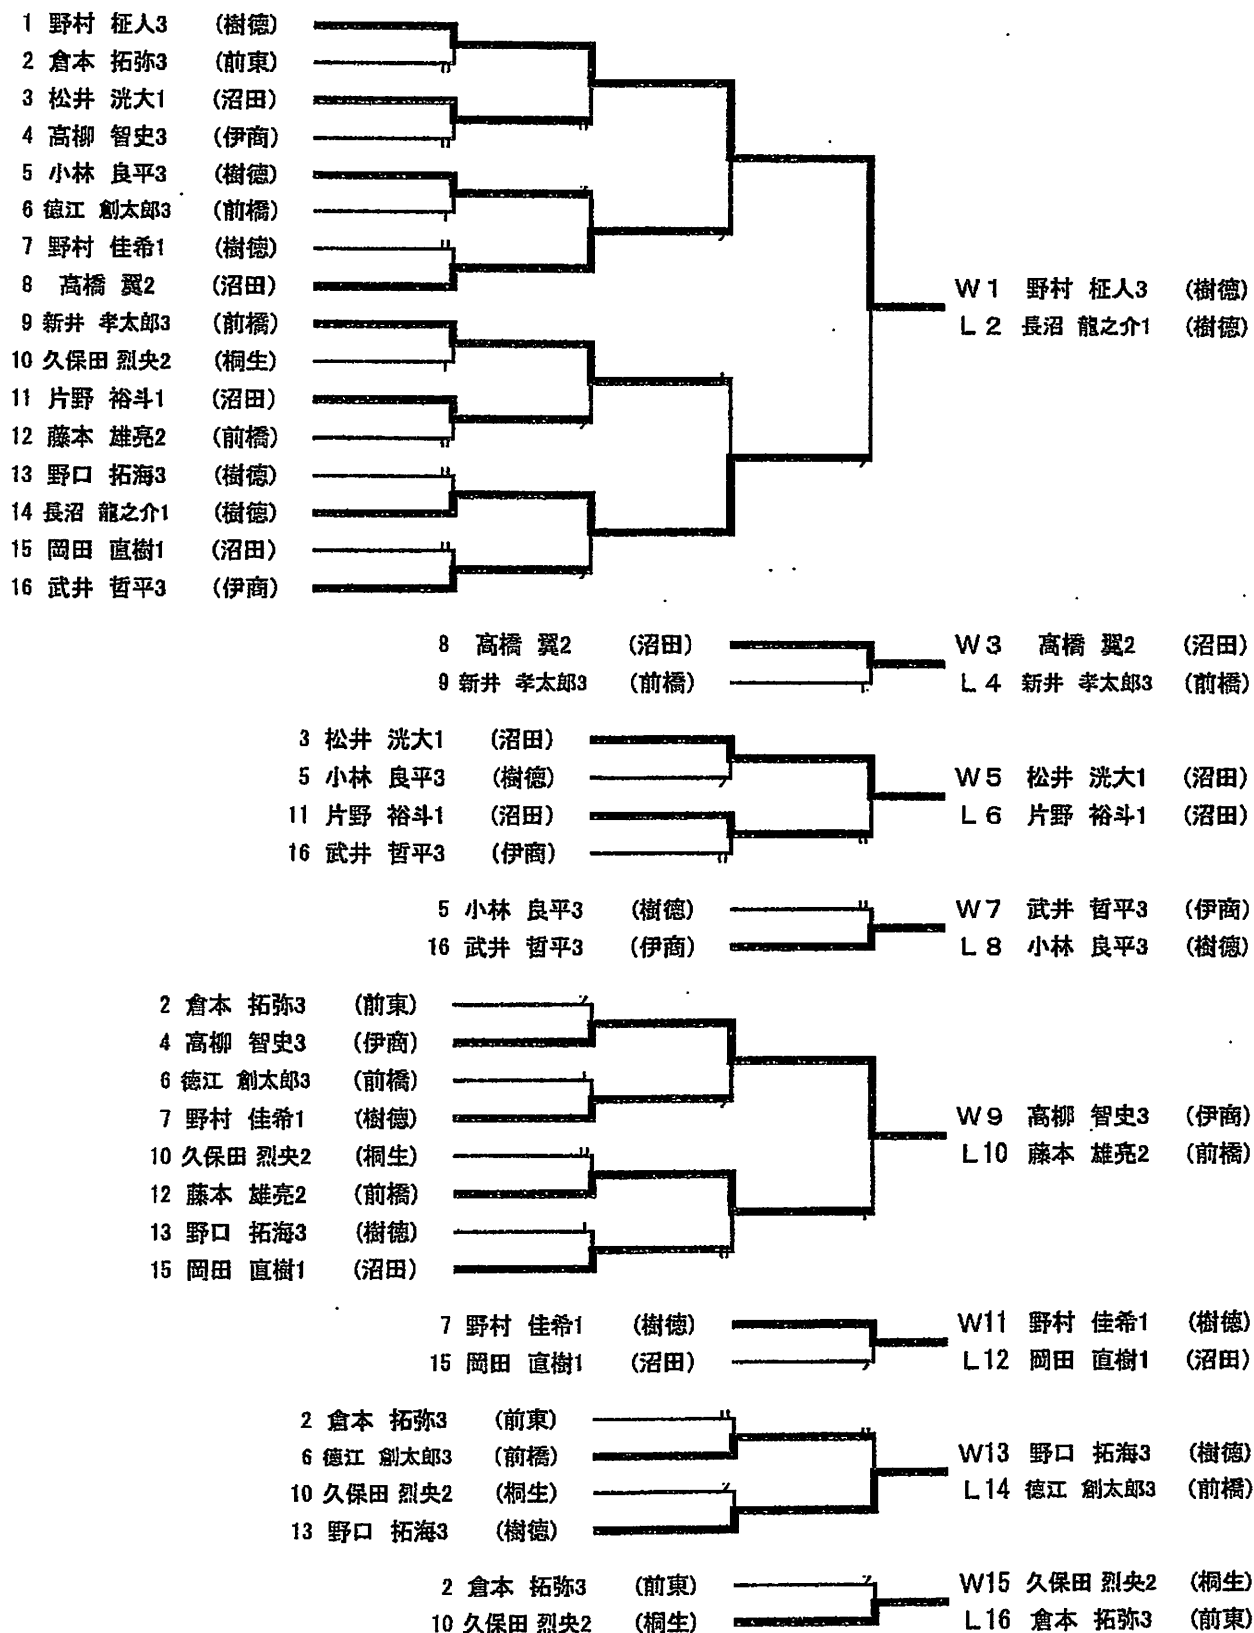 1 野村 柾人3 (樹徳)
2 倉本 拓弥3 (前東)
3 松井 洸大1 (沼田)
4 高柳 智史3 (伊商)
5 小林 良平3 (樹徳)
6 徳江 創太郎3 (前橋)
7 野村 佳希1 (樹徳)
8 高橋 翼2 (沼田)
9 新井 孝太郎3 (前橋)
10 久保田 烈央2 (桐生)
11 片野 裕斗1 (沼田)
12 藤本 雄亮2 (前橋)
13 野口 拓海3 (樹徳)
14 長沼 龍之介1 (樹徳)
15 岡田 直樹1 (沼田)
16 武井 哲平3 (伊商)
W1 野村 柾人3 (樹徳)
L2 長沼 龍之介1 (樹徳)
8 高橋 翼2 (沼田)
9 新井 孝太郎3 (前橋)
W3 高橋 翼2 (沼田)
L4 新井 孝太郎3 (前橋)
3 松井 洸大1 (沼田)
5 小林 良平3 (樹徳)
11 片野 裕斗1 (沼田)
16 武井 哲平3 (伊商)
W5 松井 洸大1 (沼田)
L6 片野 裕斗1 (沼田)
5 小林 良平3 (樹徳)
16 武井 哲平3 (伊商)
W7 武井 哲平3 (伊商)
L8 小林 良平3 (樹徳)
2 倉本 拓弥3 (前東)
4 高柳 智史3 (伊商)
6 徳江 創太郎3 (前橋)
7 野村 佳希1 (樹徳)
10 久保田 烈央2 (桐生)
12 藤本 雄亮2 (前橋)
13 野口 拓海3 (樹徳)
15 岡田 直樹1 (沼田)
W9 高柳 智史3 (伊商)
L10 藤本 雄亮2 (前橋)
7 野村 佳希1 (樹徳)
15 岡田 直樹1 (沼田)
W11 野村 佳希1 (樹徳)
L12 岡田 直樹1 (沼田)
2 倉本 拓弥3 (前東)
6 徳江 創太郎3 (前橋)
10 久保田 烈央2 (桐生)
13 野口 拓海3 (樹徳)
W13 野口 拓海3 (樹徳)
L14 徳江 創太郎3 (前橋)
2 倉本 拓弥3 (前東)
10 久保田 烈央2 (桐生)
W15 久保田 烈央2 (桐生)
L16 倉本 拓弥3 (前東)